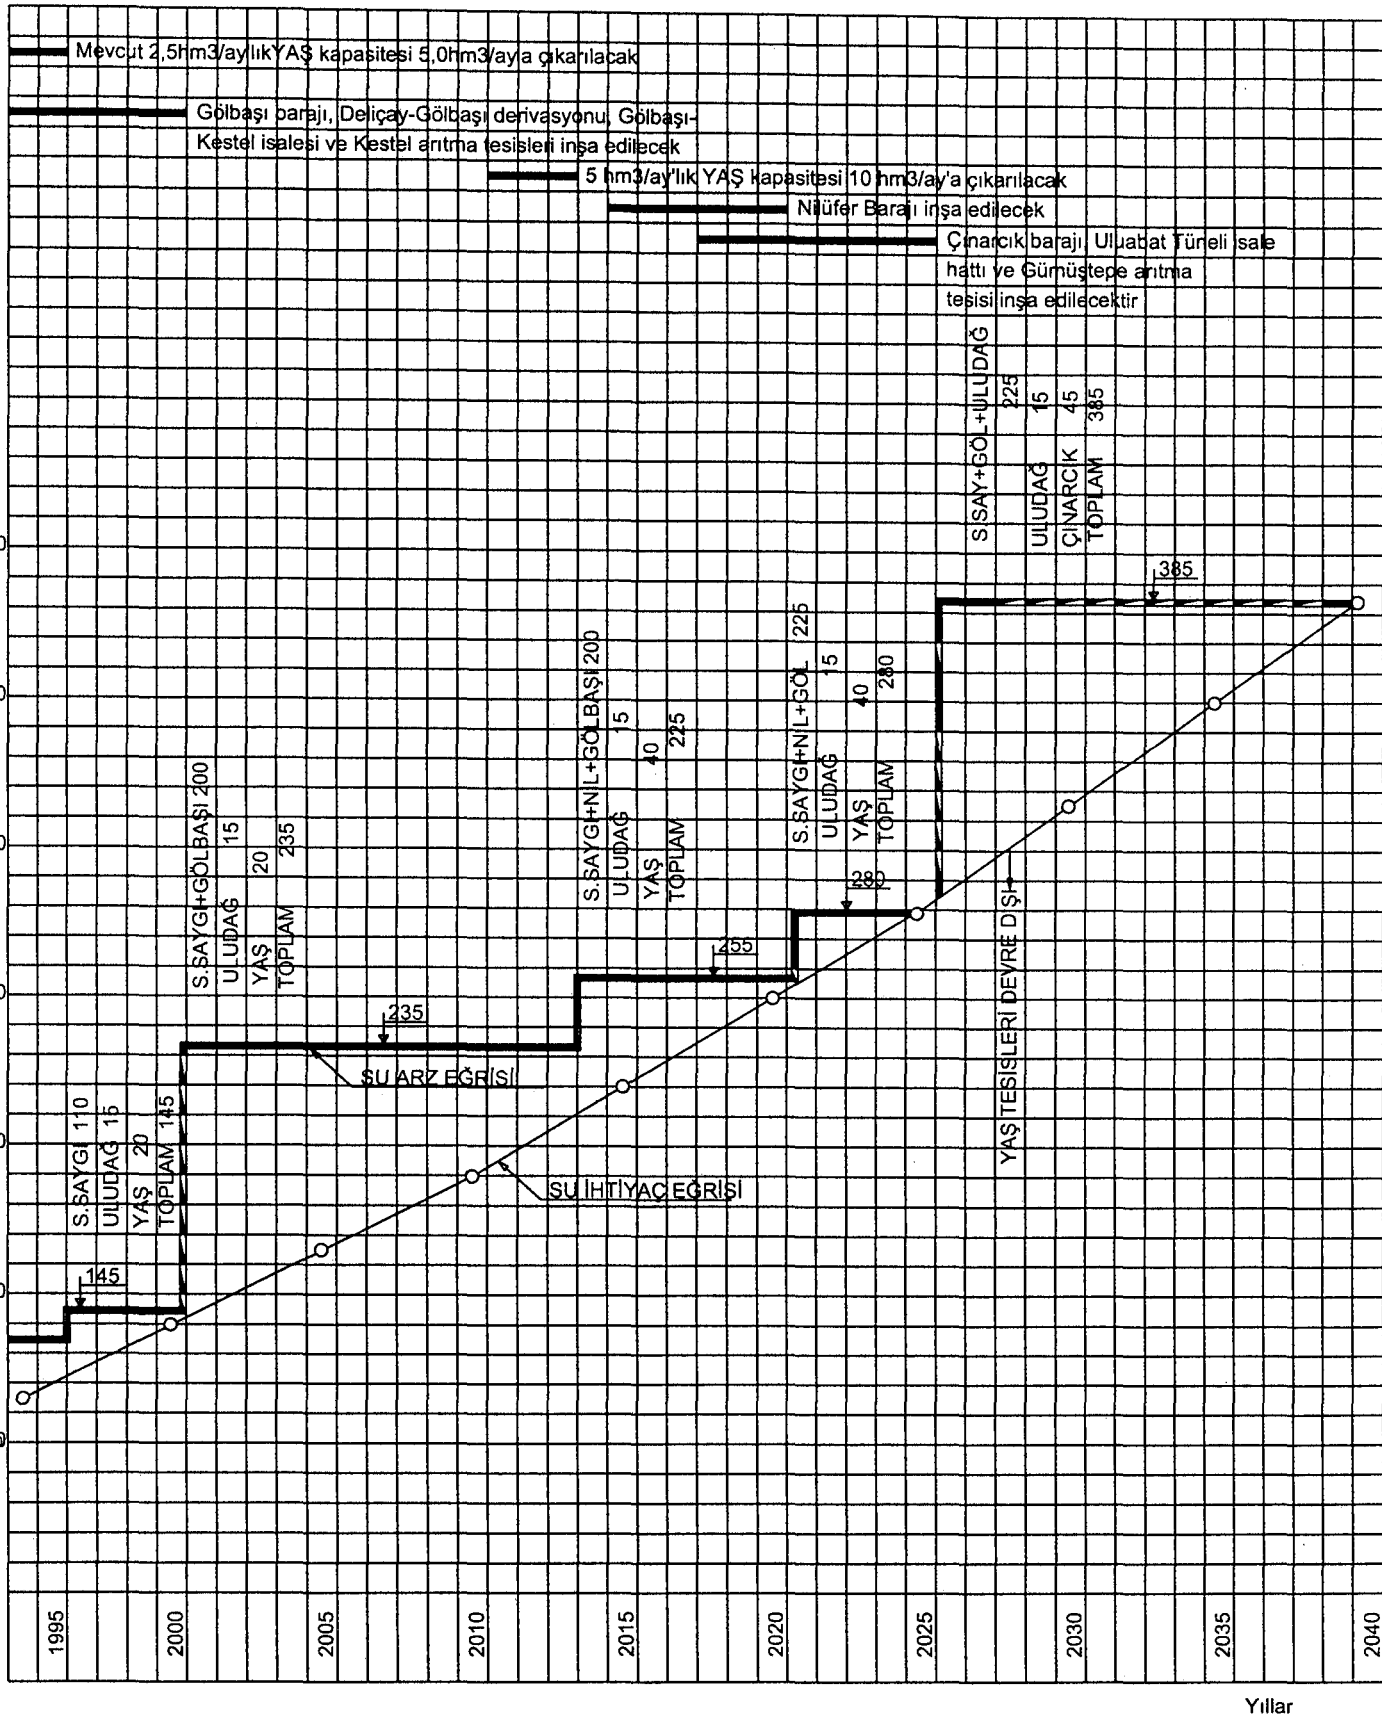 Mevcut 2,5hm3/ayllıkYAŞ kapasitesi 5,0hm3/aya çıkarılacak
Gölbaşı barajı, Deliçay-Gölbaşı derivasyonu, Gölbaşı-
Kestel isalesi ve Kestel arıtma tesisleri inşa edilecek
5 hm3/ay'lık YAŞ kapasitesi 10 hm3/ay'a çıkarılacak
Nilüfer Barajı inşa edilecek
Çınarcık barajı, Uluabat Tüneli isale
hattı ve Gümüştepe arıtma
tesisi inşa edilecektir
S.SAY+GÖL+ULUDAĞ 225
ULUDAĞ 15
ÇINARCIK 45
TOPLAM 385
385
S.SAYGI+NİL+GÖL 225
ULUDAĞ 15
YAŞ 40
TOPLAM 280
280
S.SAYGI+NİL+GÖLBAŞI 200
ULUDAĞ 15
YAŞ 40
TOPLAM 225
255
S.SAYGI+GÖLBAŞI 200
ULUDAĞ 15
YAŞ 20
TOPLAM 235
235
SU ARZ EĞRİSİ
YAŞ TESİSLERİ DEVRE DIŞI
S.SAYGI 110
ULUDAĞ 15
YAŞ 20
TOPLAM 145
145
SU İHTİYAÇ EĞRİSİ
1995
2000
2005
2010
2015
2020
2025
2030
2035
2040
Yıllar